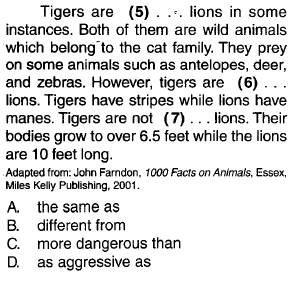 Tigers are (5) . . . lions in some
instances. Both of them are wild animals
which belong to the cat family. They prey
on some animals such as antelopes, deer,
and zebras. However, tigers are (6) . . .
lions. Tigers have stripes while lions have
manes. Tigers are not (7) . . . lions. Their
bodies grow to over 6.5 feet while the lions
are 10 feet long.
Adapted from: John Farndon, 1000 Facts on Animals, Essex,
Miles Kelly Publishing, 2001.
A. the same as
B. different from
C. more dangerous than
D. as aggressive as